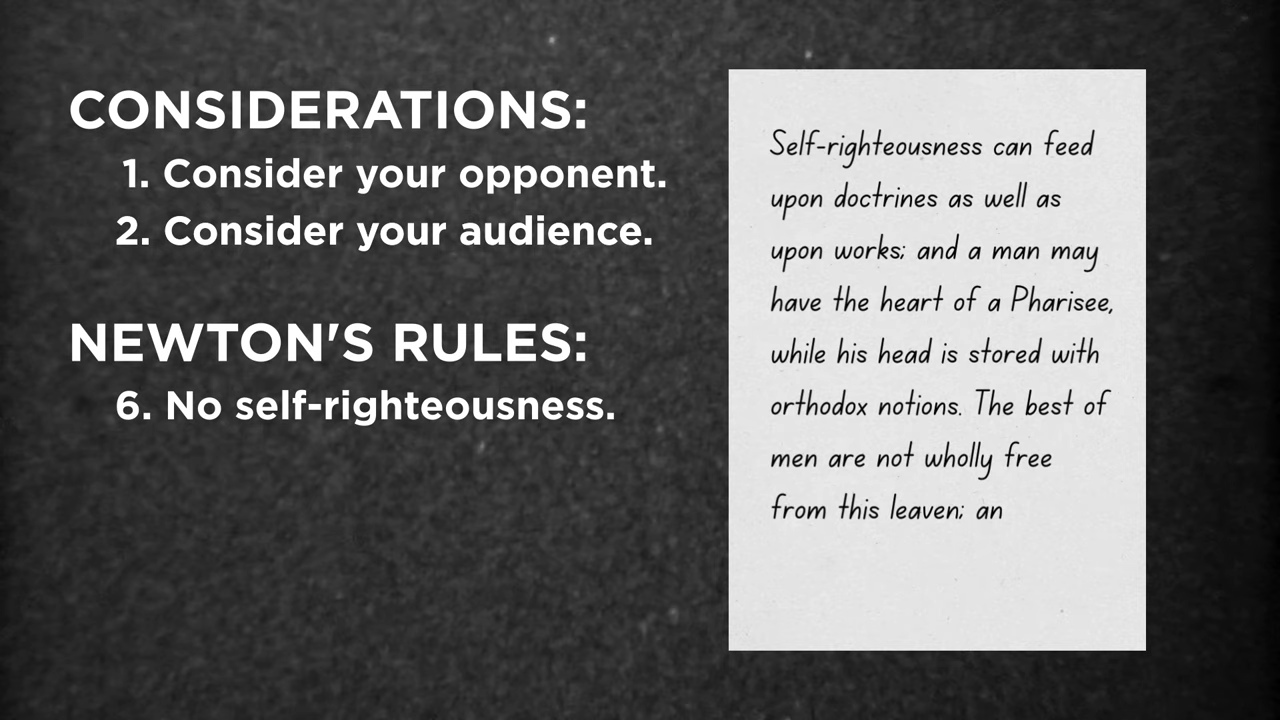 CONSIDERATIONS:
1. Consider your opponent.
2. Consider your audience.
NEWTON'S RULES:
6. No self-righteousness.
Self-righteousness can feed
upon doctrines as well as
upon works; and a man may
have the heart of a Pharisee,
while his head is stored with
orthodox notions. The best of
men are not wholly free
from this leaven; an